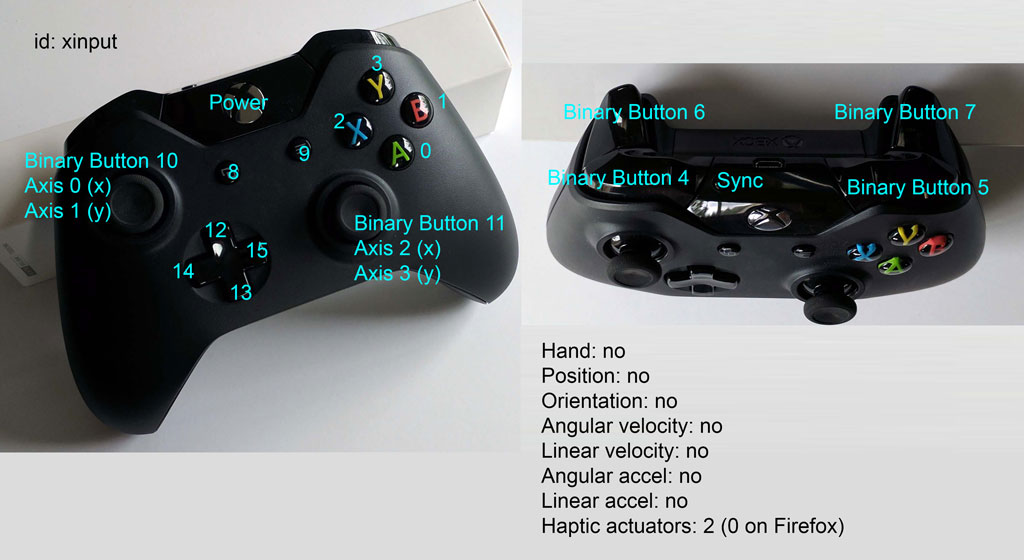 id: xinput
Power
3
Y
B
1
2
X
A
0
9
8
Binary Button 10
Axis 0 (x)
Axis 1 (y)
Binary Button 11
Axis 2 (x)
Axis 3 (y)
12
15
14
13
Binary Button 6
Binary Button 7
XBOX
Binary Button 4
Sync
Binary Button 5
X
Y
B
A
Hand: no
Position: no
Orientation: no
Angular velocity: no
Linear velocity: no
Angular accel: no
Linear accel: no
Haptic actuators: 2 (0 on Firefox)